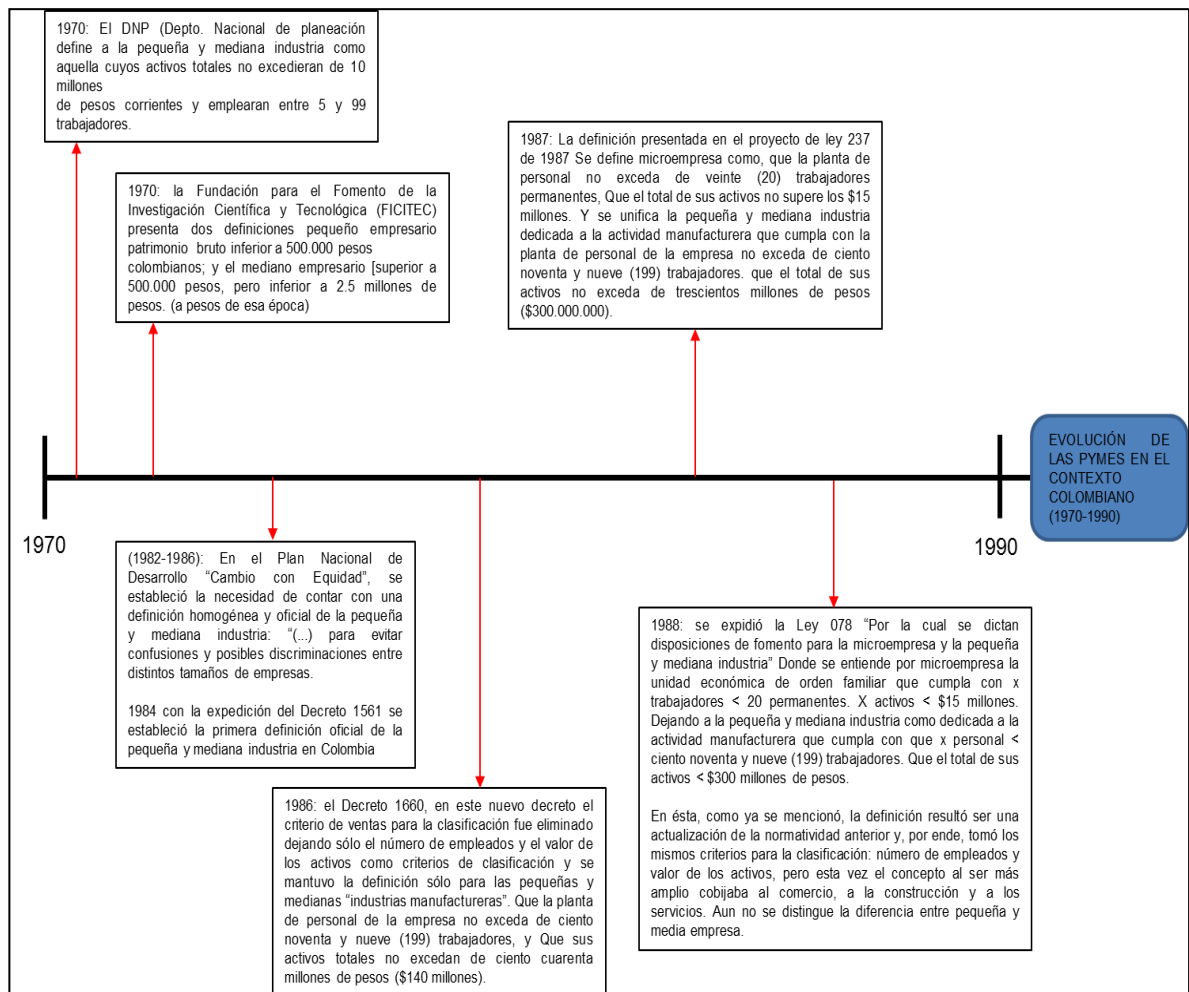 1970: El DNP (Depto. Nacional de planeación
define a la pequeña y mediana industria como
aquella cuyos activos totales no excedieran de 10
millones
de pesos corrientes y emplearan entre 5 y 99
trabajadores.
1970: la Fundación para el Fomento de la
Investigación Científica y Tecnológica (FICITEC)
presenta dos definiciones pequeño empresario
patrimonio bruto inferior a 500.000 pesos
colombianos; y el mediano empresario [superior a
500.000 pesos, pero inferior a 2.5 millones de
pesos. (a pesos de esa época)
1987: La definición presentada en el proyecto de ley 237
de 1987 Se define microempresa como, que la planta de
personal no exceda de veinte (20) trabajadores
permanentes, Que el total de sus activos no supere los $15
millones. Y se unifica la pequeña y mediana industria
dedicada a la actividad manufacturera que cumpla con la
planta de personal de la empresa no exceda de ciento
noventa y nueve (199) trabajadores. que el total de sus
activos no exceda de trescientos millones de pesos
($300.000.000).
EVOLUCIÓN DE
LAS PYMES EN EL
CONTEXTO
COLOMBIANO
(1970-1990)
1970
1990
(1982-1986): En el Plan Nacional de
Desarrollo “Cambio con Equidad”, se
estableció la necesidad de contar con una
definición homogénea y oficial de la pequeña
y mediana industria: “(...) para evitar
confusiones y posibles discriminaciones entre
distintos tamaños de empresas.
1984 con la expedición del Decreto 1561 se
estableció la primera definición oficial de la
pequeña y mediana industria en Colombia
1986: el Decreto 1660, en este nuevo decreto el
criterio de ventas para la clasificación fue eliminado
dejando sólo el número de empleados y el valor de
los activos como criterios de clasificación y se
mantuvo la definición sólo para las pequeñas y
medianas “industrias manufactureras”. Que la planta
de personal de la empresa no exceda de ciento
noventa y nueve (199) trabajadores, y Que sus
activos totales no excedan de ciento cuarenta
millones de pesos ($140 millones).
1988: se expidió la Ley 078 “Por la cual se dictan
disposiciones de fomento para la microempresa y la pequeña
y mediana industria” Donde se entiende por microempresa la
unidad económica de orden familiar que cumpla con x
trabajadores < 20 permanentes. X activos < $15 millones.
Dejando a la pequeña y mediana industria como dedicada a la
actividad manufacturera que cumpla con que x personal <
ciento noventa y nueve (199) trabajadores. Que el total de sus
activos < $300 millones de pesos.
En ésta, como ya se mencionó, la definición resultó ser una
actualización de la normatividad anterior y, por ende, tomó los
mismos criterios para la clasificación: número de empleados y
valor de los activos, pero esta vez el concepto al ser más
amplio cobijaba al comercio, a la construcción y a los
servicios. Aun no se distingue la diferencia entre pequeña y
media empresa.